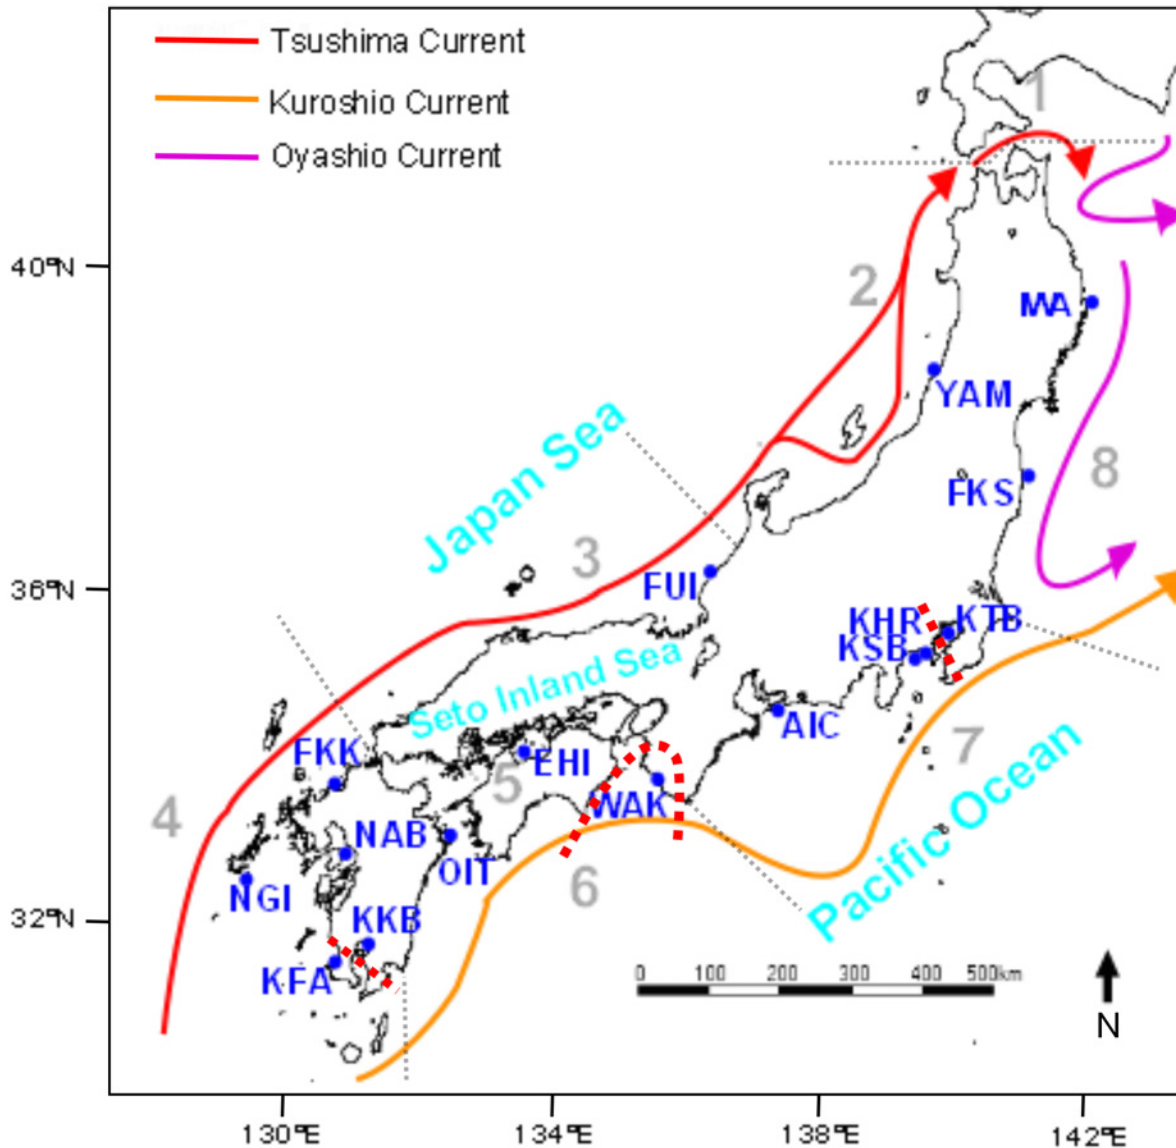 Tsushima Current
Kuroshio Current
Oyashio Current
1
40°N
2
IWA
YAM
Japan Sea
8
FKS
3
36°N
FUI
KHR
KTB
KSB
Seto Inland Sea
AIC
7
FKK
5
EHI
WAK
Pacific Ocean
4
NAB
OIT
6
NGI
32°N
KKB
KFA
0 100 200 300 400 500km
N
130°E 134°E 138°E 142°E